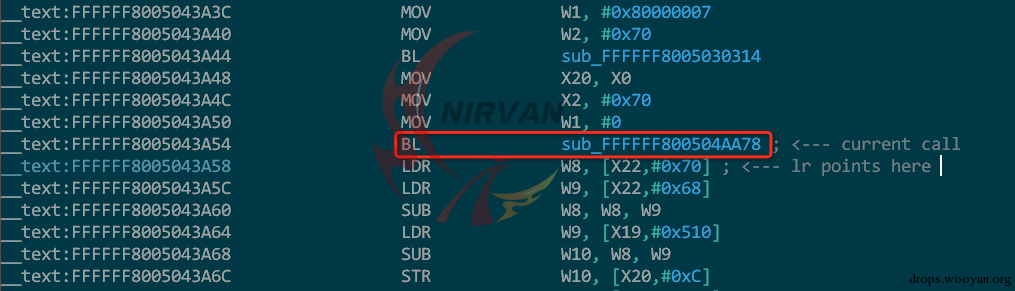 __text:FFFFFF8005043A3C MOV W1, #0x80000007
__text:FFFFFF8005043A40 MOV W2, #0x70
__text:FFFFFF8005043A44 BL sub_FFFFFF8005030314
__text:FFFFFF8005043A48 MOV X20, X0
__text:FFFFFF8005043A4C MOV X2, #0x70
__text:FFFFFF8005043A50 MOV W1, #0
__text:FFFFFF8005043A54 BL sub_FFFFFF800504AA78 ; <--- current call
__text:FFFFFF8005043A58 LDR W8, [X22,#0x70] ; <--- lr points here
__text:FFFFFF8005043A5C LDR W9, [X22,#0x68]
__text:FFFFFF8005043A60 SUB W8, W8, W9
__text:FFFFFF8005043A64 LDR W9, [X19,#0x510]
__text:FFFFFF8005043A68 SUB W10, W8, W9
__text:FFFFFF8005043A6C STR W10, [X20,#0xC]
NIRVAN
drops.wooyun.org